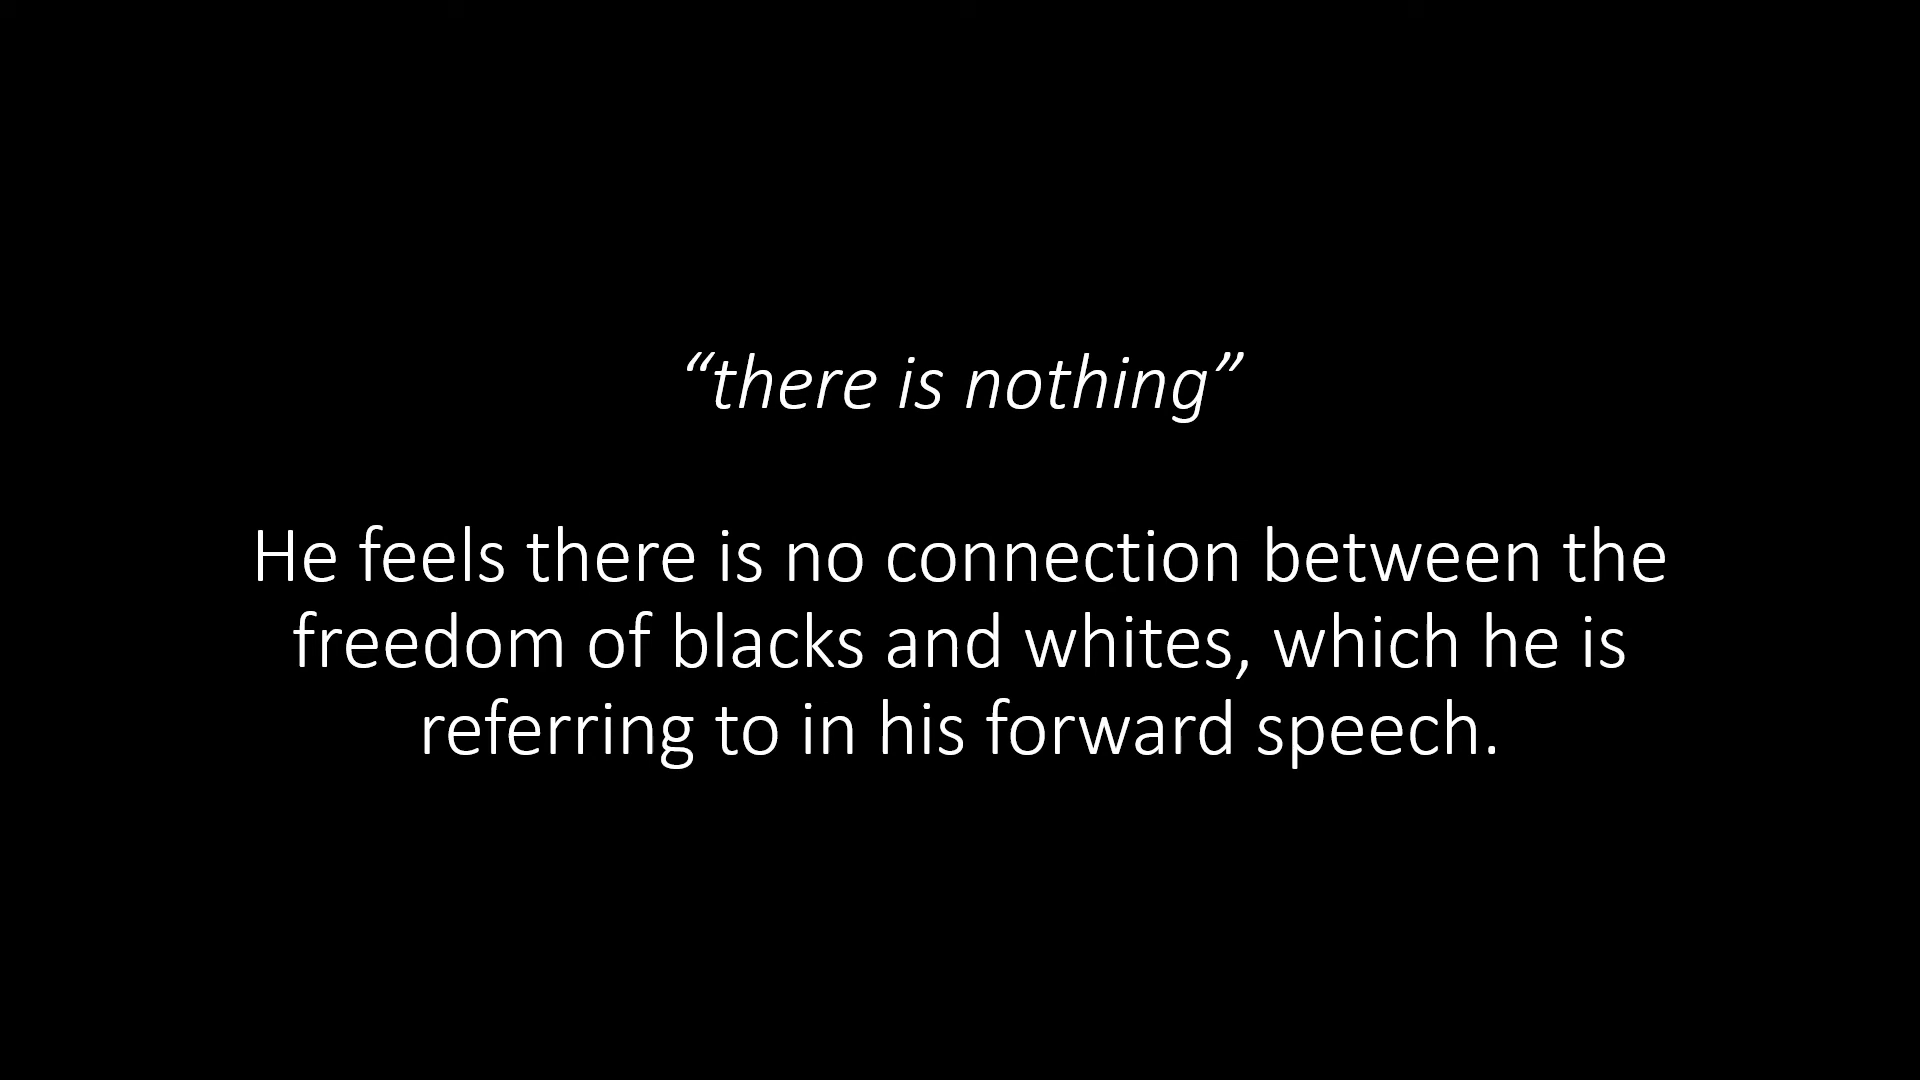 “there is nothing”
He feels there is no connection between the
freedom of blacks and whites, which he is
referring to in his forward speech.